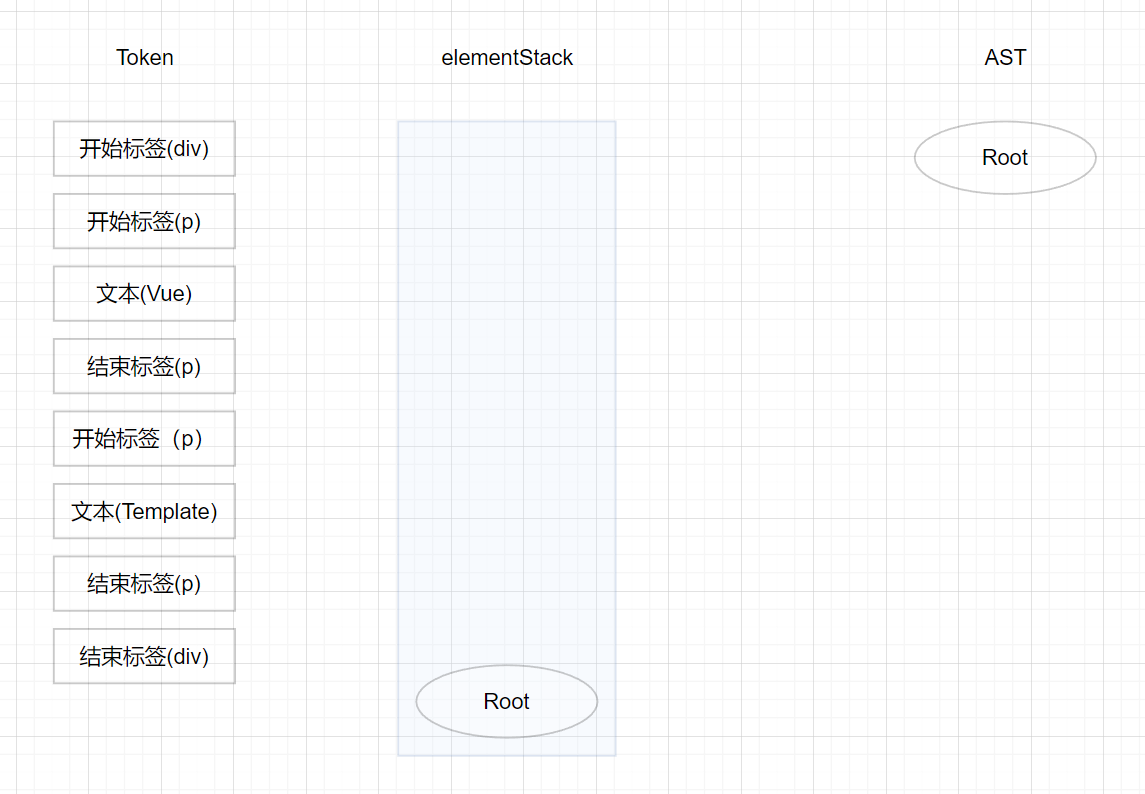 Token
elementStack
AST
开始标签(div)
Root
开始标签(p)
文本(Vue)
结束标签(p)
开始标签（p）
文本(Template)
结束标签(p)
结束标签(div)
Root